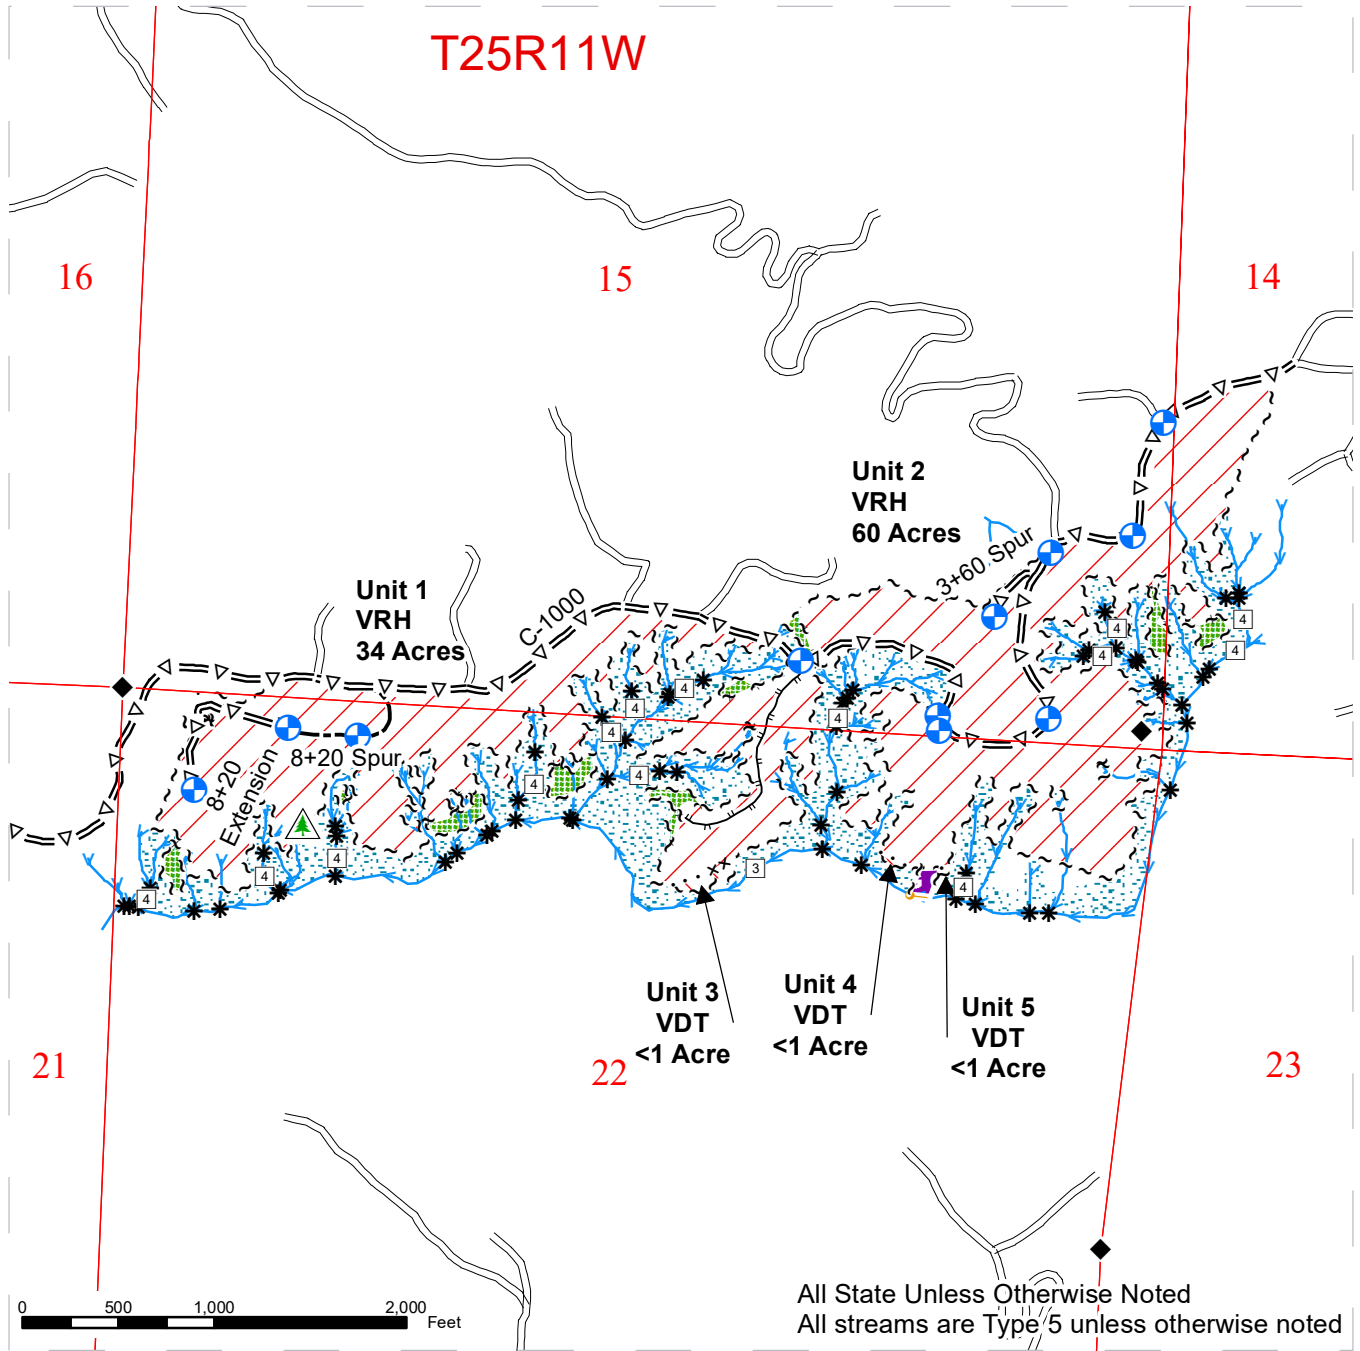 T25R11W
16
15
14
Unit 2
VRH
60 Acres
3+60 Spur
Unit 1
VRH
34 Acres
C-1000
4
4
4
4
4
4
4
4
4
4
8+20 Spur
8+20
Extension
4
4
4
4
3
4
Unit 3
VDT
<1 Acre
Unit 4
VDT
<1 Acre
Unit 5
VDT
<1 Acre
21
22
23
0 500 1,000 2,000
Feet
All State Unless Otherwise Noted
All streams are Type 5 unless otherwise noted